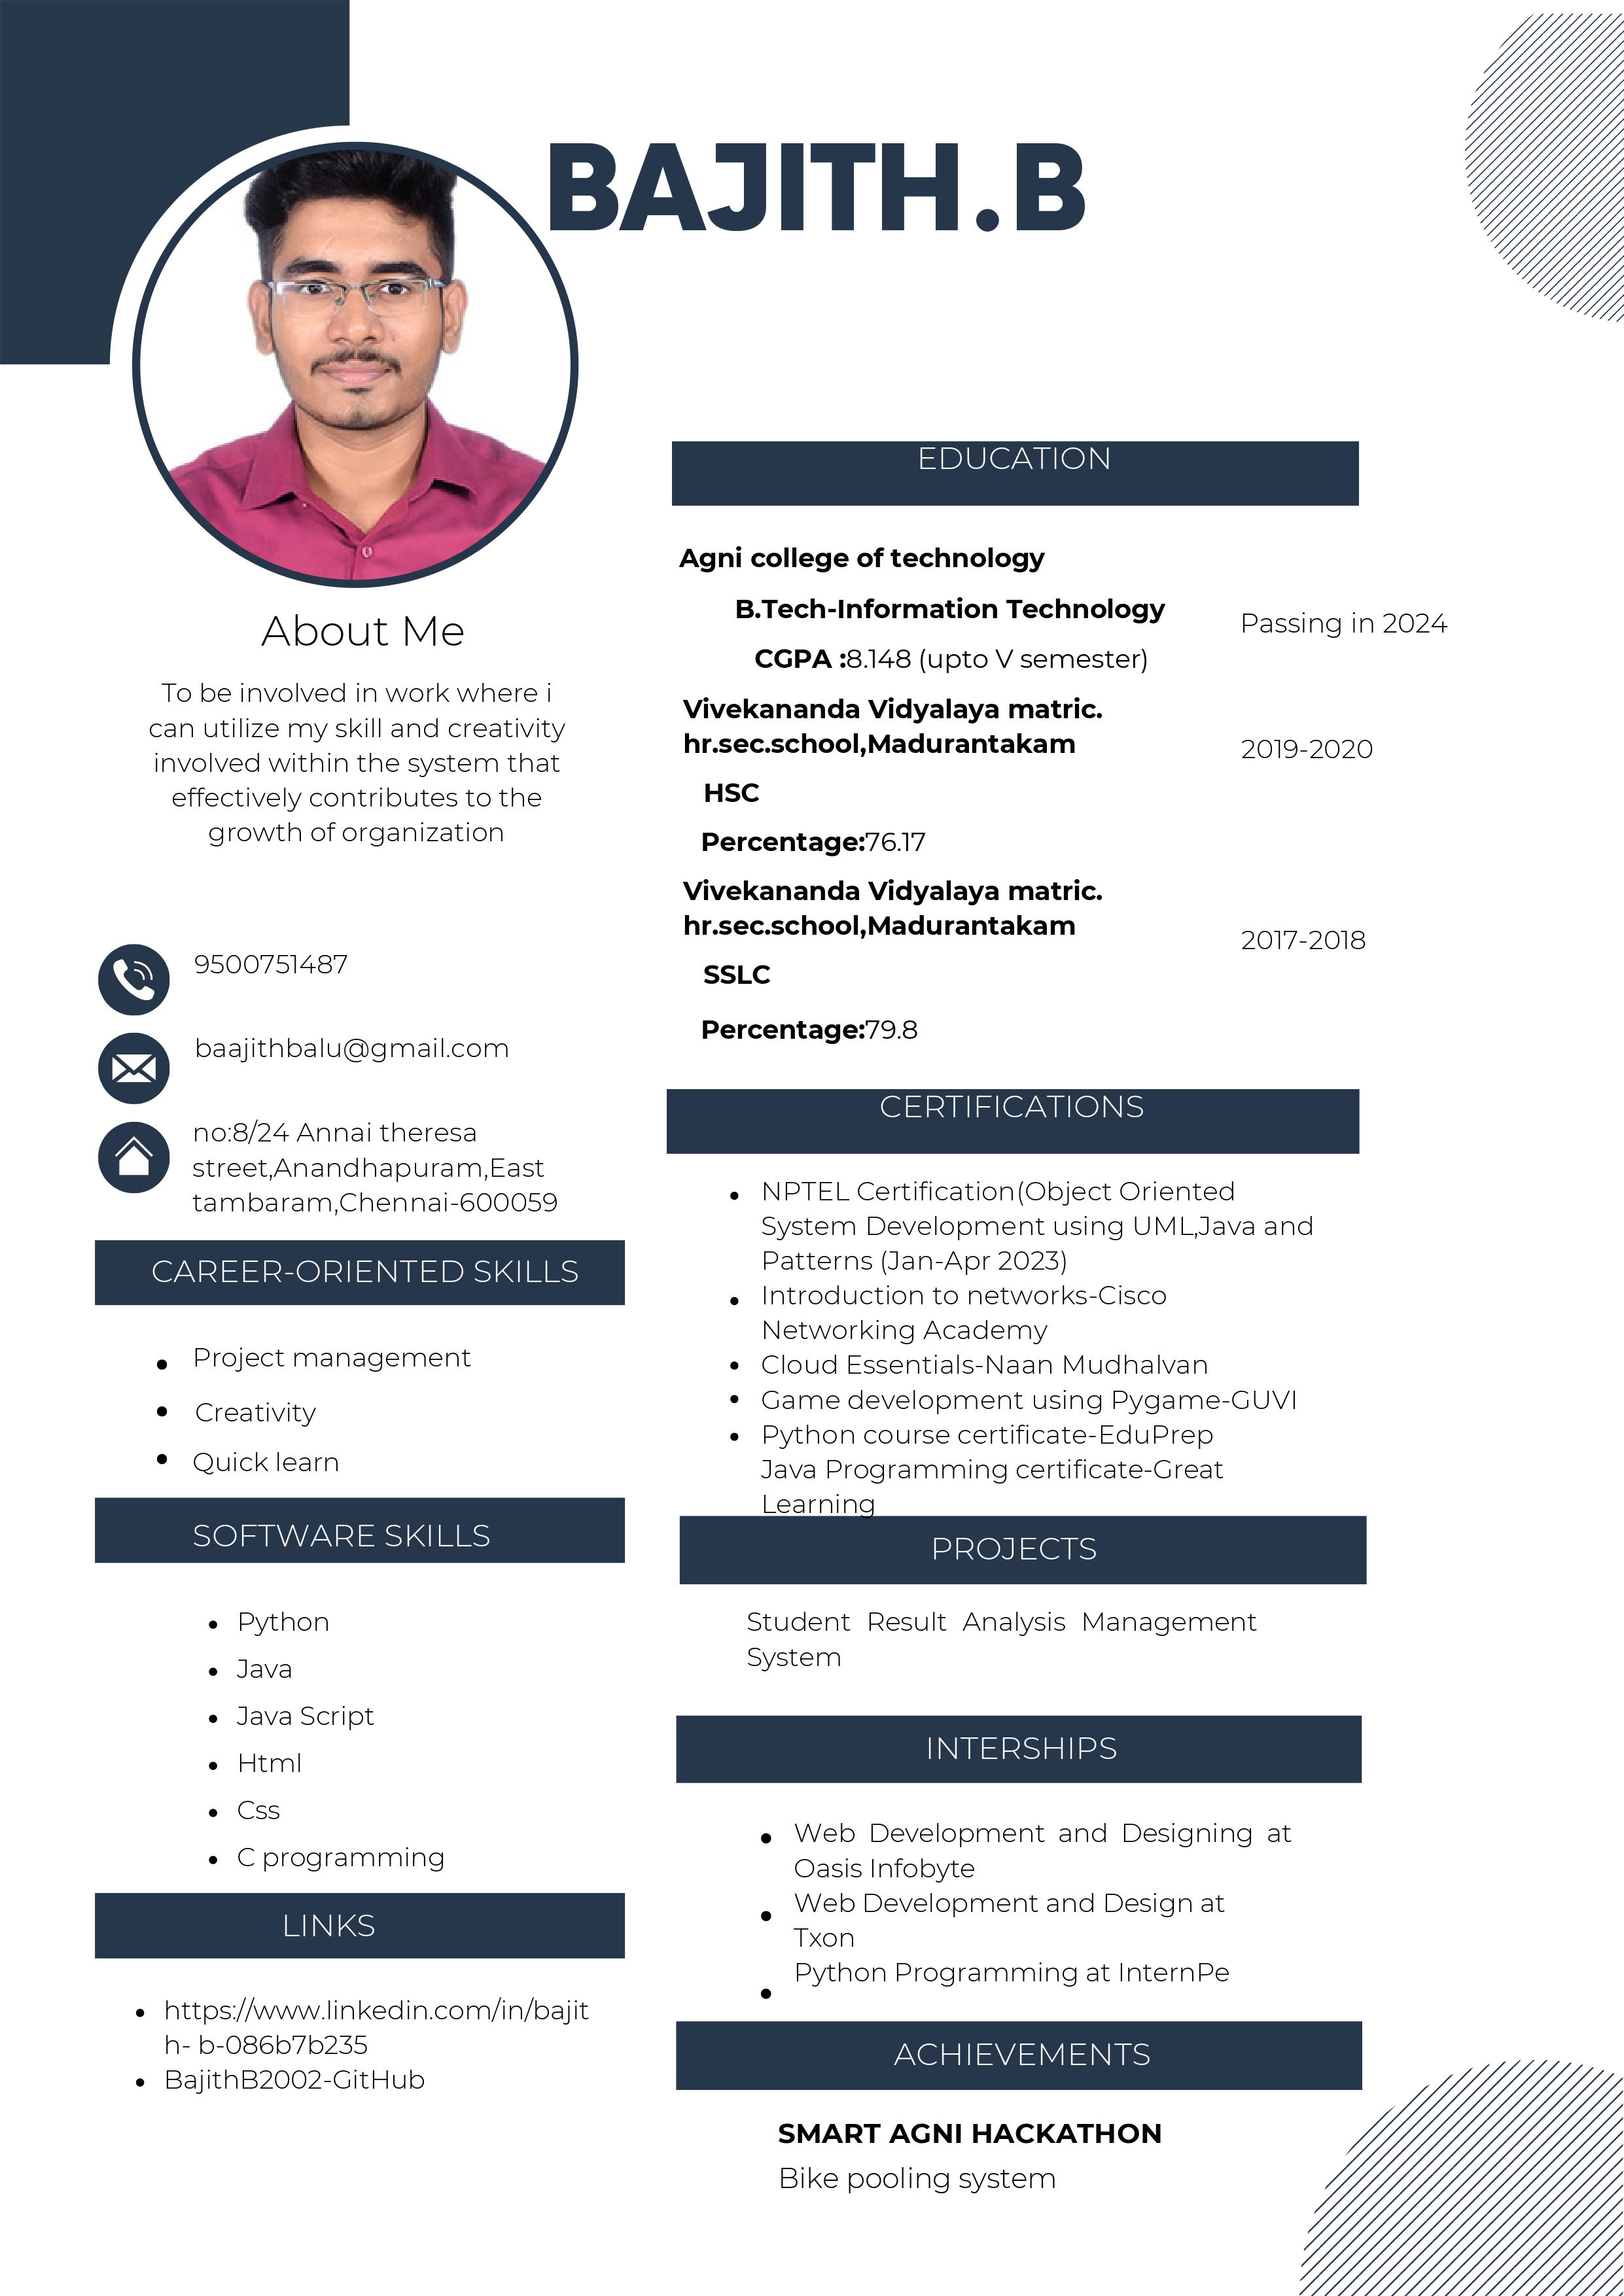 BAJITH.B
About Me
To be involved in work where i
can utilize my skill and creativity
involved within the system that
effectively contributes to the
growth of organization
9500751487
baajithbalu@gmail.com
no:8/24 Annai theresa
street,Anandhapuram,East
tambaram,Chennai-600059
CAREER-ORIENTED SKILLS
• Project management
• Creativity
• Quick learn
SOFTWARE SKILLS
• Python
• Java
• Java Script
• Html
• Css
• C programming
LINKS
• https://www.linkedin.com/in/bajit
h- b-086b7b235
• BajithB2002-GitHub
EDUCATION
Agni college of technology
B.Tech-Information Technology
Passing in 2024
CGPA :8.148 (upto V semester)
Vivekananda Vidyalaya matric.
hr.sec.school,Madurantakam
2019-2020
HSC
Percentage:76.17
Vivekananda Vidyalaya matric.
hr.sec.school,Madurantakam
2017-2018
SSLC
Percentage:79.8
CERTIFICATIONS
• NPTEL Certification(Object Oriented
System Development using UML,Java and
Patterns (Jan-Apr 2023)
• Introduction to networks-Cisco
Networking Academy
• Cloud Essentials-Naan Mudhalvan
• Game development using Pygame-GUVI
• Python course certificate-EduPrep
Java Programming certificate-Great
Learning
PROJECTS
Student Result Analysis Management
System
INTERSHIPS
• Web Development and Designing at
Oasis Infobyte
• Web Development and Design at
Txon
• Python Programming at InternPe
ACHIEVEMENTS
SMART AGNI HACKATHON
Bike pooling system